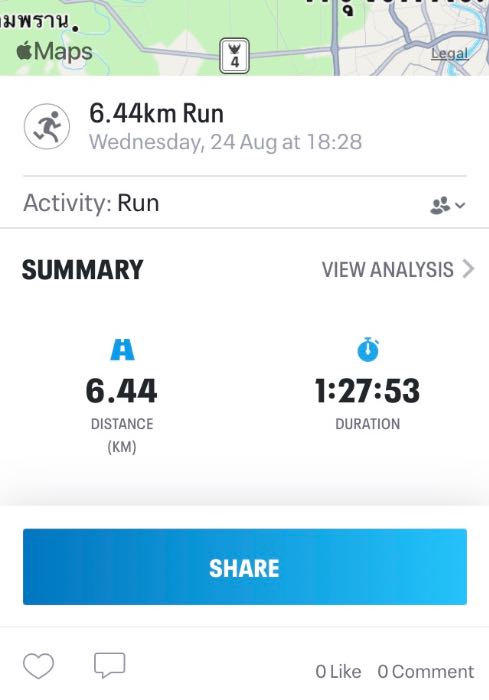 มพราน
Maps
4
Legal
6.44km Run
Wednesday, 24 Aug at 18:28
Activity: Run
SUMMARY
VIEW ANALYSIS
6.44
1:27:53
DISTANCE
DURATION
(KM)
SHARE
0 Like 0 Comment